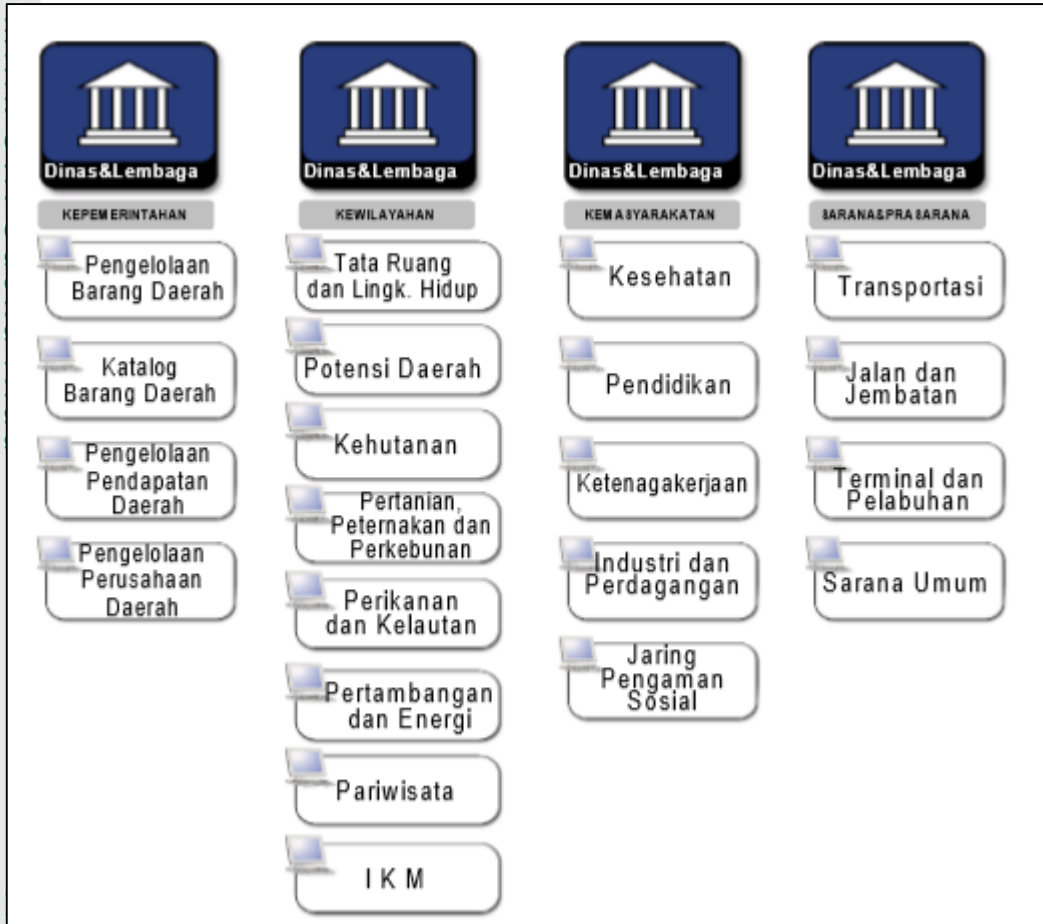 Dinas&Lembaga
KEPEMERINTAHAN
Pengelolaan
Barang Daerah
Katalog
Barang Daerah
Pengelolaan
Pendapatan
Daerah
Pengelolaan
Perusahaan
Daerah
Dinas&Lembaga
KEWILAYAHAN
Tata Ruang
dan Lingk. Hidup
Potensi Daerah
Kehutanan
Pertanian,
Peternakan dan
Perkebunan
Perikanan
dan Kelautan
Pertambangan
dan Energi
Pariwisata
I K M
Dinas&Lembaga
KEMASYARAKATAN
Kesehatan
Pendidikan
Ketenagakerjaan
Industri dan
Perdagangan
Jaring
Pengaman
Sosial
Dinas&Lembaga
SARANA&PRASARANA
Transportasi
Jalan dan
Jembatan
Terminal dan
Pelabuhan
Sarana Umum